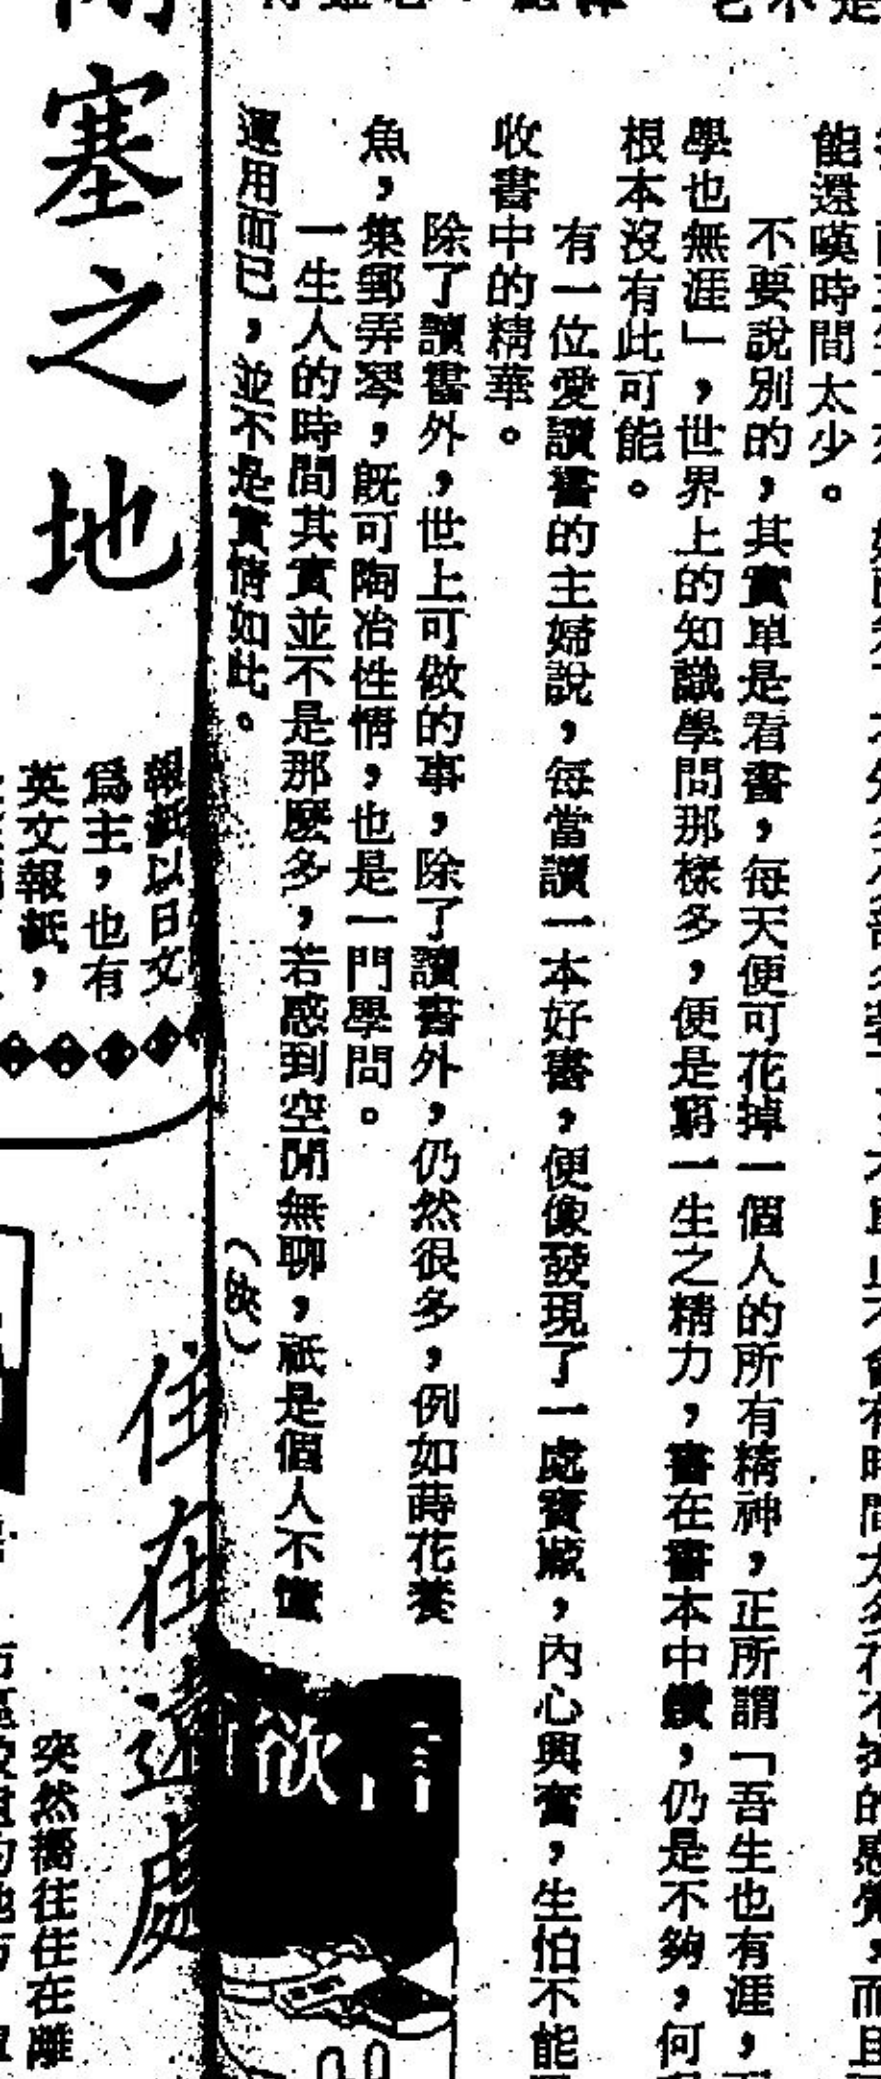 能還嘆時間太少。
不要說別的，其實單是看書，每天便可花掉一個人的所有精神，正所謂「吾生也有涯，
學也無涯」，世界上的知識學問那樣多，便是窮一生之精力，書在書本中鑽，仍是不夠，何
根本沒有此可能。
有一位愛讀書的主婦說，每當讀一本好書，便像發現了一處寶藏，內心興奮，生怕不能
收書中的精華。
除了讀書外，世上可做的事，除了讀書外，仍然很多，例如蒔花養
魚，集郵弄琴，既可陶冶性情，也是一門學問。
一生人的時間其實並不是那麼多，若感到空閒無聊，祇是個人不懂
運用而已，並不是實情如此。
塞之地
報紙以日文
爲主，也有
英文報紙，
住在遠處
突然嚮往住在離